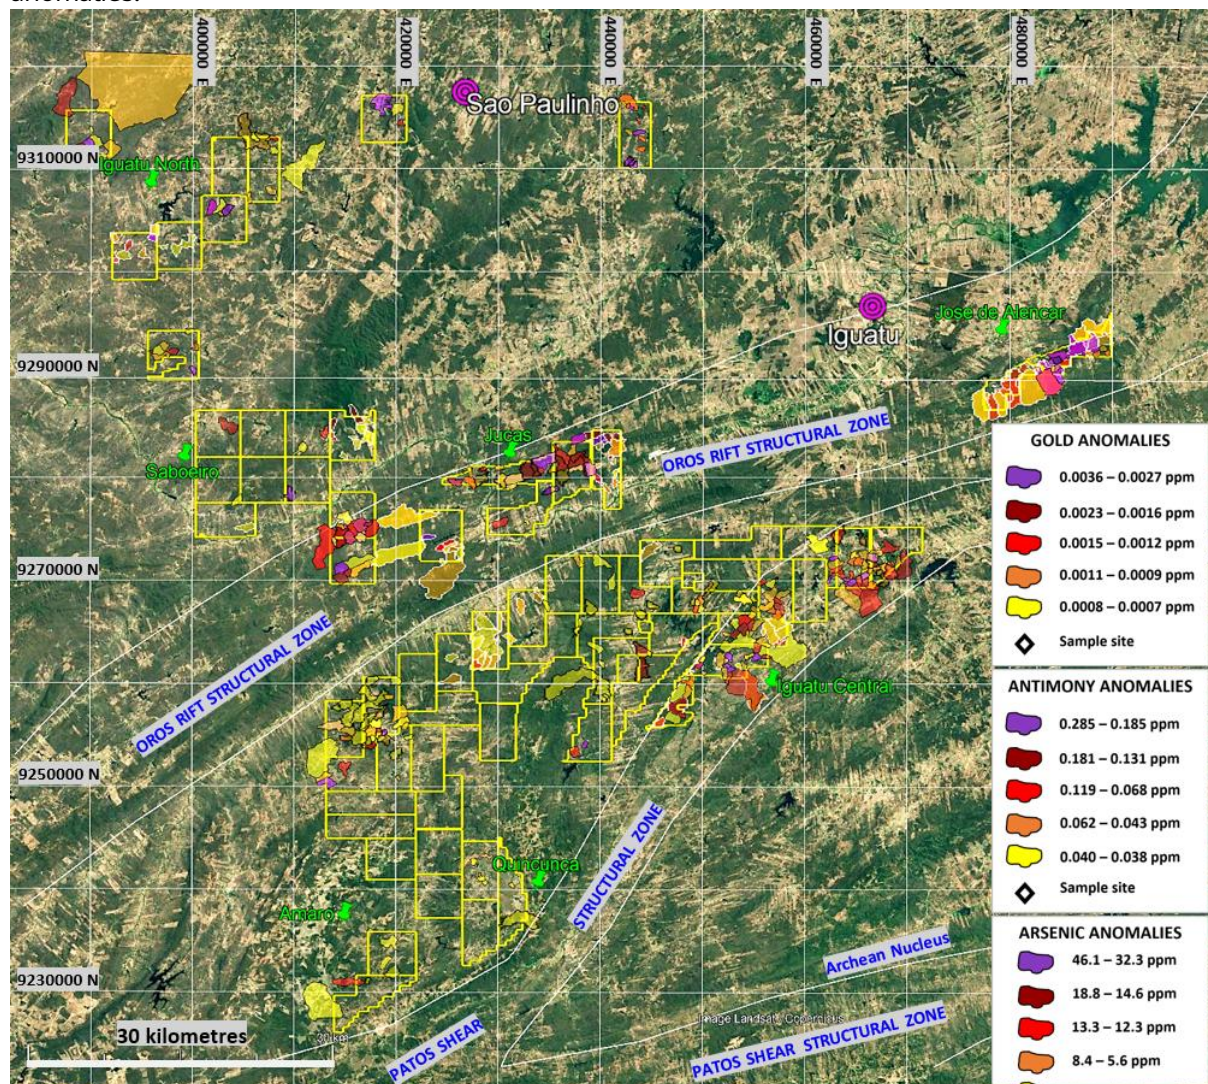 anomalies.
400000 E
420000 E
440000 E
460000 E
480000 E
Sao Paulinho
9310000 N
Iguatu North
Jose de Alencar
Iguatu
9290000 N
OROS RIFT STRUCTURAL ZONE
Jucas
Saboeiro
9270000 N
OROS RIFT STRUCTURAL ZONE
Iguatu Central
9250000 N
Quincunca
STRUCTURAL ZONE
Amaro
Archean Nucleus
9230000 N
Image Landsat / Copernicus
30 kilometres
30 km
PATOS SHEAR
PATOS SHEAR STRUCTURAL ZONE
GOLD ANOMALIES
0.0036 – 0.0027 ppm
0.0023 – 0.0016 ppm
0.0015 – 0.0012 ppm
0.0011 – 0.0009 ppm
0.0008 – 0.0007 ppm
Sample site
ANTIMONY ANOMALIES
0.285 – 0.185 ppm
0.181 – 0.131 ppm
0.119 – 0.068 ppm
0.062 – 0.043 ppm
0.040 – 0.038 ppm
Sample site
ARSENIC ANOMALIES
46.1 – 32.3 ppm
18.8 – 14.6 ppm
13.3 – 12.3 ppm
8.4 – 5.6 ppm